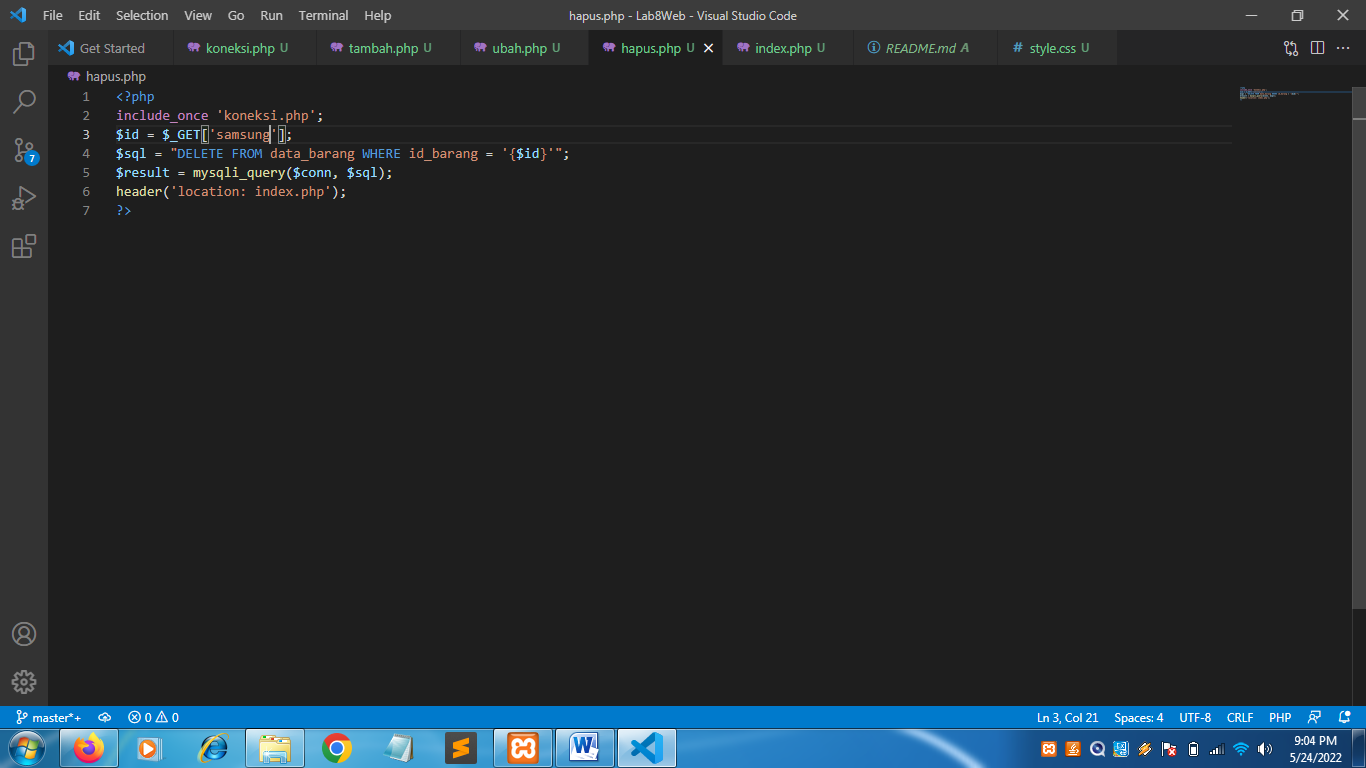 File Edit Selection View Go Run Terminal Help hapus.php - Lab8Web - Visual Studio Code
Get Started koneksi.php U tambah.php U ubah.php U hapus.php U index.php U README.md A # style.css U
hapus.php
1 <?php
2 include_once 'koneksi.php';
3 $id = $_GET['samsung'];
4 $sql = "DELETE FROM data_barang WHERE id_barang = '{$id}'";
5 $result = mysqli_query($conn, $sql);
6 header('location: index.php');
7 ?>
7
master*+ 0 0 Ln 3, Col 21 Spaces: 4 UTF-8 CRLF PHP
9:04 PM
5/24/2022